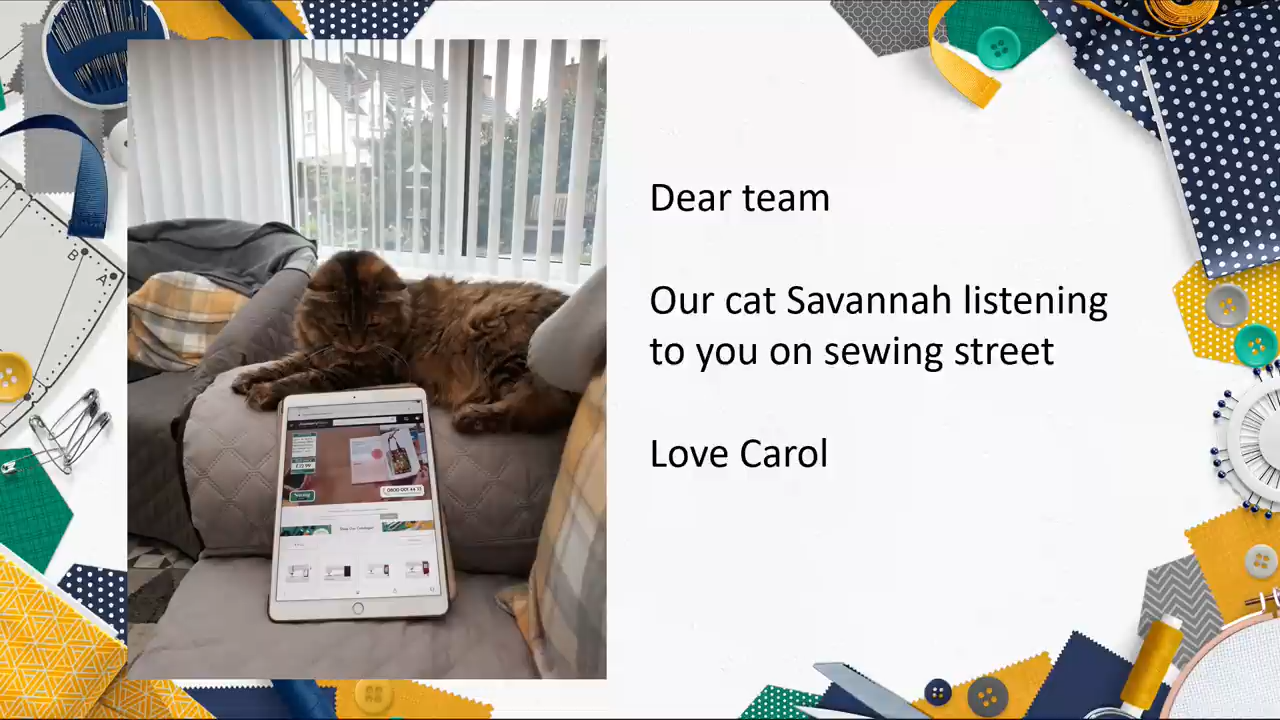 Dear team
Our cat Savannah listening
to you on sewing street
Love Carol
B
A